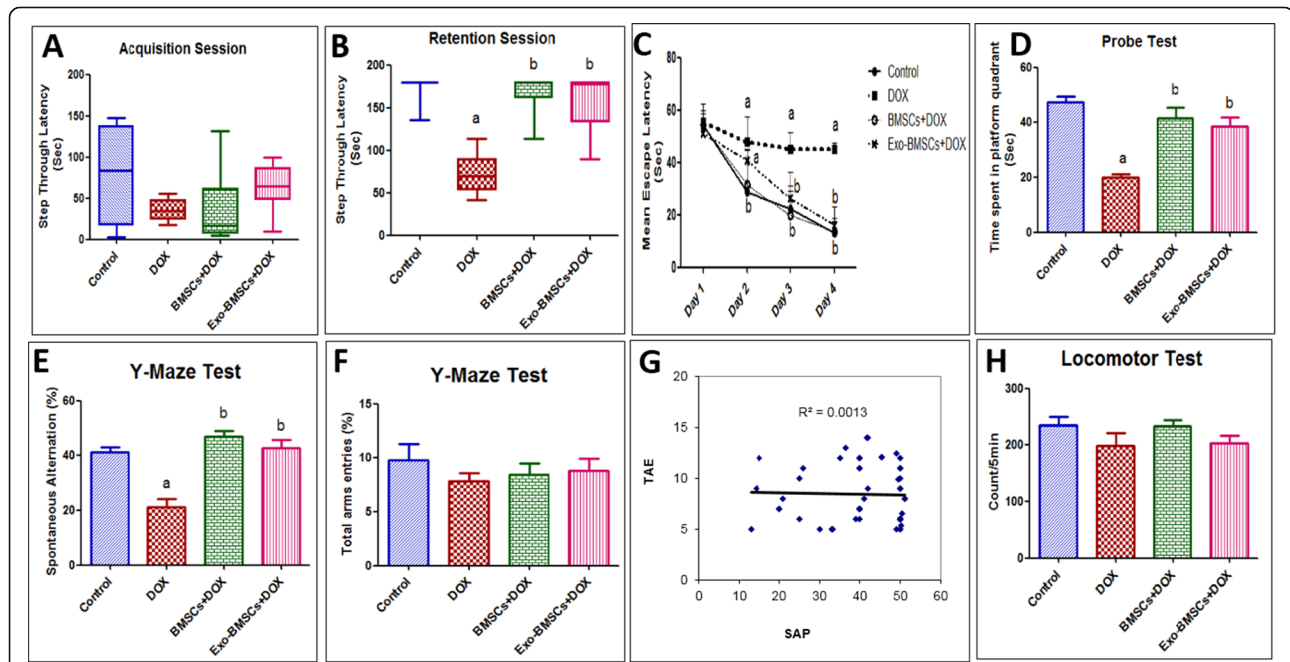 A
Acquisition Session
Step Through Latency
(Sec)
200
150
100
50
0
Control
DOX
BMSCs+DOX
Exo-BMSCs+DOX
B
Retention Session
Step Through Latency
(Sec)
200
150
100
50
0
a
b
b
Control
DOX
BMSCs+DOX
Exo-BMSCs+DOX
C
Mean Escape Latency
(Sec)
80
60
40
20
0
a
a
a
a
b
b
b
b
b
b
Day 1
Day 2
Day 3
Day 4
Control
DOX
BMSCs+DOX
Exo-BMSCs+DOX
D
Probe Test
Time spent in platform quadrant
(Sec)
60
40
20
0
a
b
b
Control
DOX
BMSCs+DOX
Exo-BMSCs+DOX
E
Y-Maze Test
Spontaneous Alternation (%)
60
40
20
0
a
b
b
Control
DOX
BMSCs+DOX
Exo-BMSCs+DOX
F
Y-Maze Test
Total arms entries (%)
15
10
5
0
Control
DOX
BMSCs+DOX
Exo-BMSCs+DOX
G
TAE
20
15
10
5
0
R² = 0.0013
0 10 20 30 40 50 60
SAP
H
Locomotor Test
Count/5min
300
200
100
0
Control
DOX
BMSCs+DOX
Exo-BMSCs+DOX